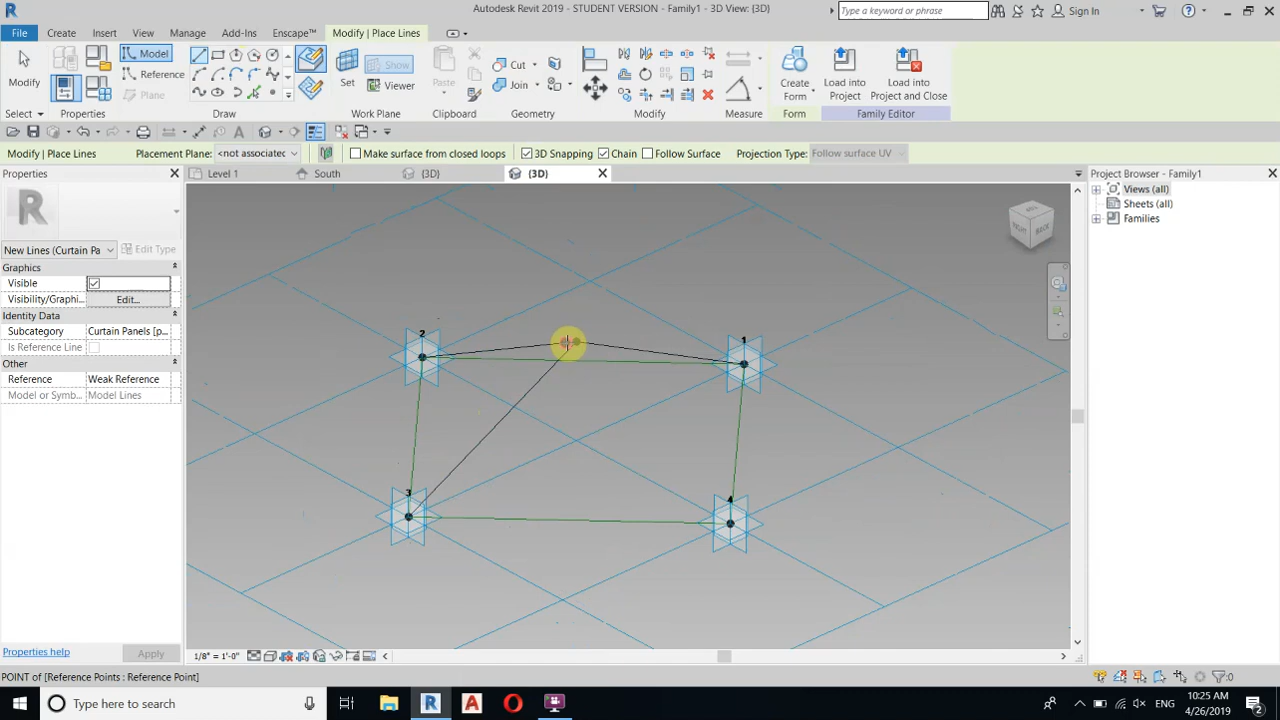 Autodesk Revit 2019 - STUDENT VERSION - Family1 - 3D View: {3D}
Type a keyword or phrase
Sign In
File Create Insert View Manage Add-Ins Enscape™ Modify | Place Lines
Modify
Model
Reference
Plane
Set
Show
Viewer
Paste
Cut
Join
Create Form
Load into Project
Load into Project and Close
Select Properties Draw Work Plane Clipboard Geometry Modify Measure Form Family Editor
Modify | Place Lines Placement Plane: <not associatec Make surface from closed loops 3D Snapping Chain Follow Surface Projection Type: Follow surface UV
Properties
Level 1 South {3D} {3D}
Project Browser - Family1
Views (all)
Sheets (all)
Families
New Lines (Curtain Pa Edit Type
Graphics
Visible
Visibility/Graphi... Edit...
Identity Data
Subcategory Curtain Panels [p...
Is Reference Line
Other
Reference Weak Reference
Model or Symb... Model Lines
2
1
3
4
Properties help Apply
1/8" = 1'-0"
POINT of [Reference Points : Reference Point]
:0
Type here to search
ENG
10:25 AM
4/26/2019
2